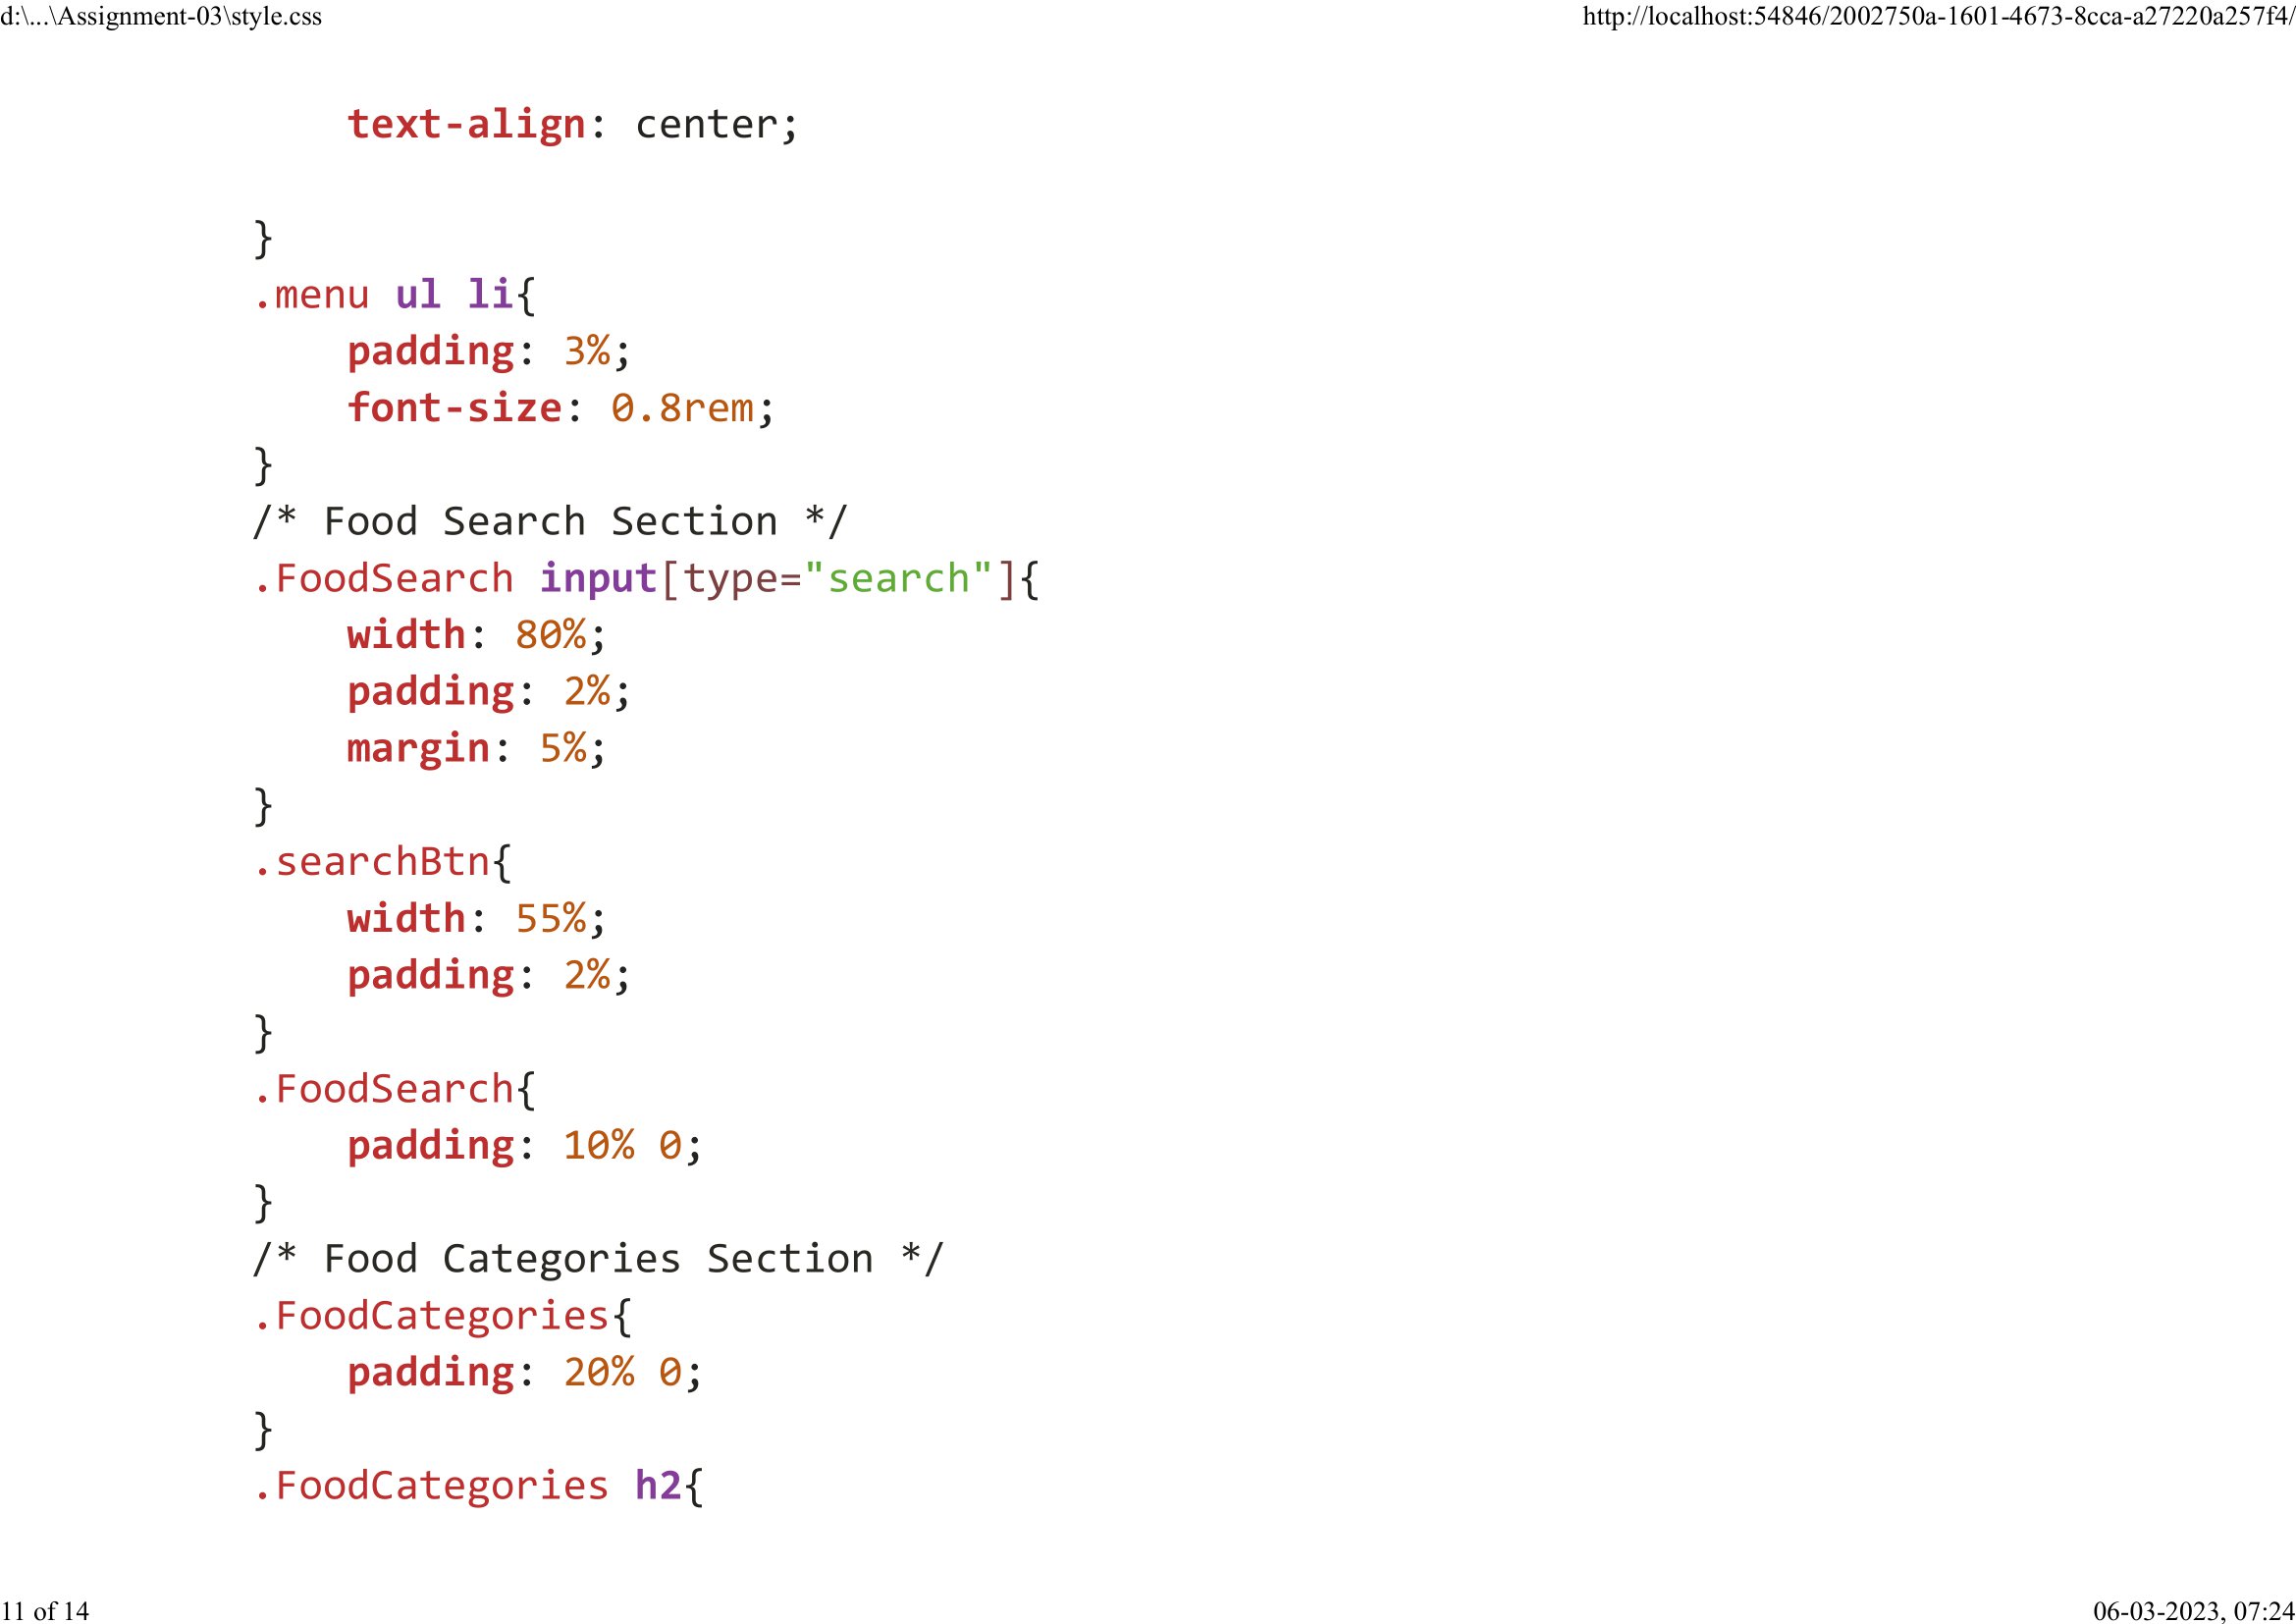 d:\...\Assignment-03\style.css http://localhost:54846/2002750a-1601-4673-8cca-a27220a257f4/
    text-align: center;

}
.menu ul li{
    padding: 3%;
    font-size: 0.8rem;
}
/* Food Search Section */
.FoodSearch input[type="search"]{
    width: 80%;
    padding: 2%;
    margin: 5%;
}
.searchBtn{
    width: 55%;
    padding: 2%;
}
.FoodSearch{
    padding: 10% 0;
}
/* Food Categories Section */
.FoodCategories{
    padding: 20% 0;
}
.FoodCategories h2{
11 of 14 06-03-2023, 07:24